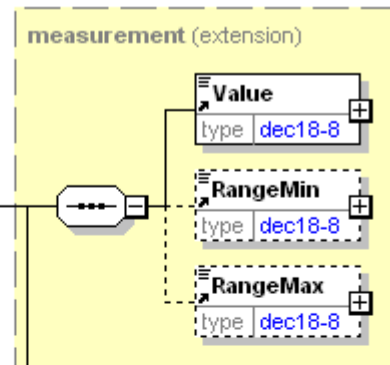 measurement (extension)
Value
type dec18-8
RangeMin
type dec18-8
RangeMax
type dec18-8